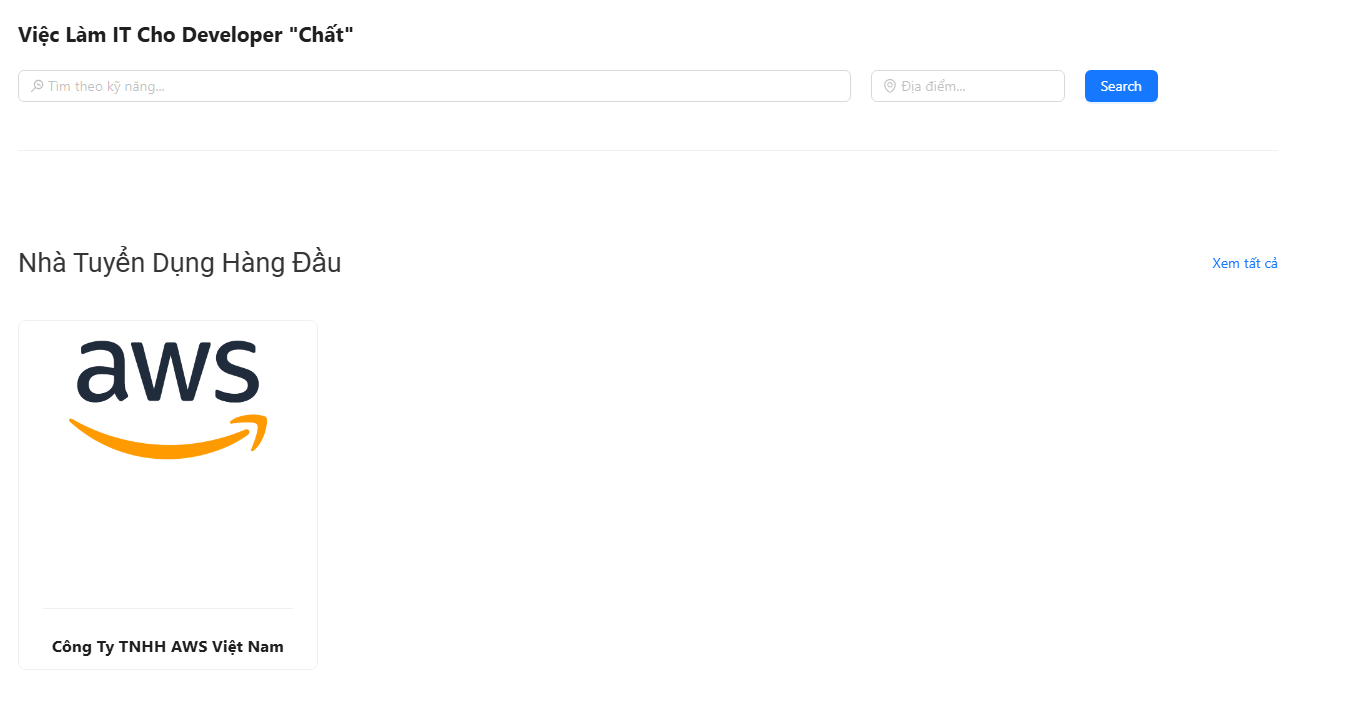 Việc Làm IT Cho Developer "Chất"
Tìm theo kỹ năng...
Địa điểm...
Search
Nhà Tuyển Dụng Hàng Đầu
Xem tất cả
aws
Công Ty TNHH AWS Việt Nam